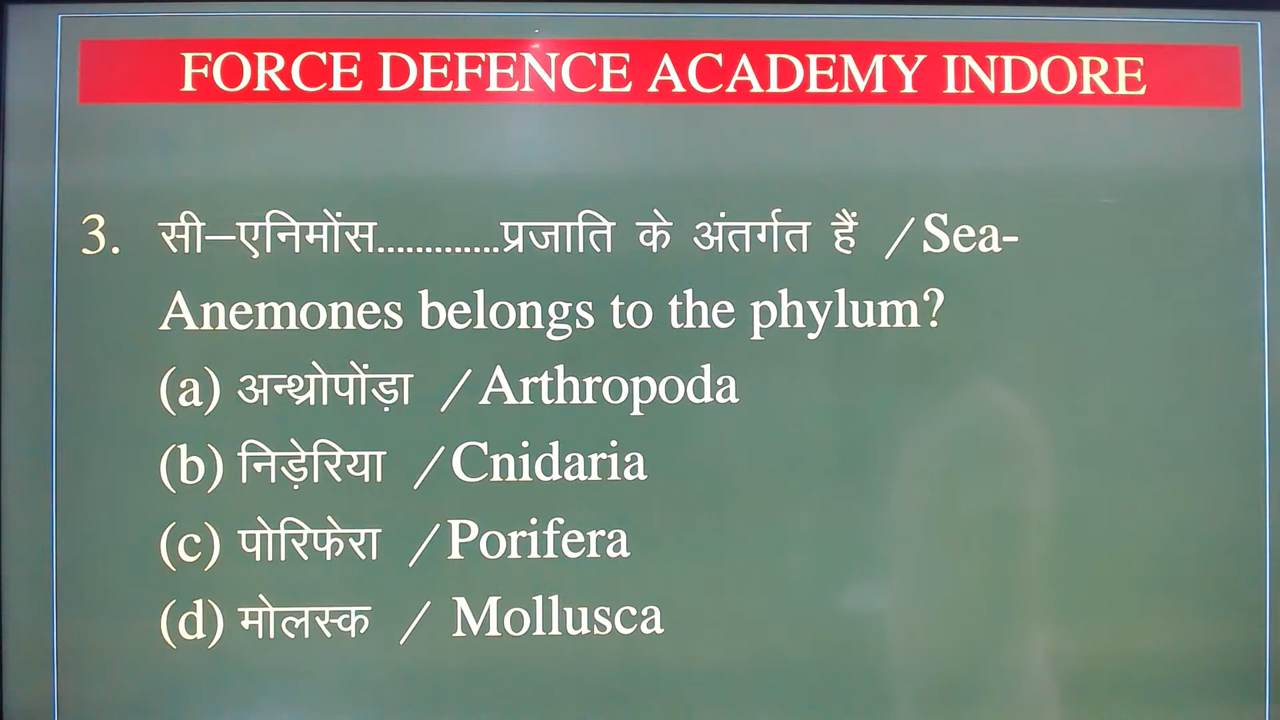 FORCE DEFENCE ACADEMY INDORE
3. सी–एनिमोंस.............प्रजाति के अंतर्गत हैं / Sea-
Anemones belongs to the phylum?
(a) अन्थ्रोपोंड़ा / Arthropoda
(b) निड़ेरिया / Cnidaria
(c) पोरिफेरा / Porifera
(d) मोलस्क / Mollusca